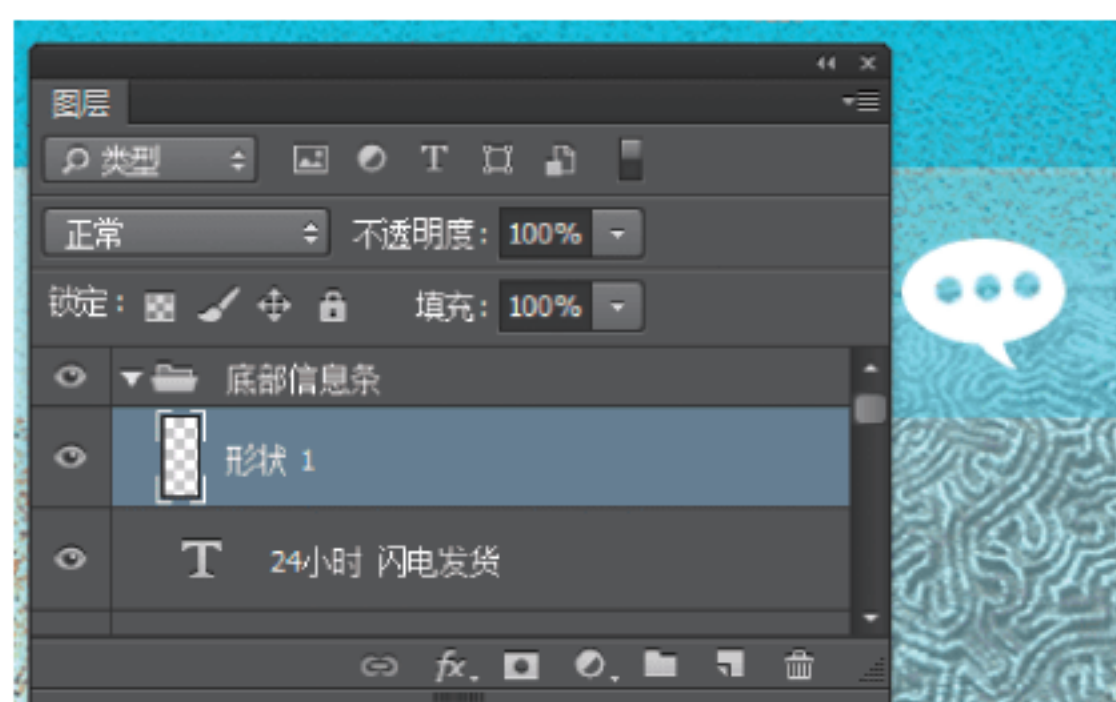 图层
类型
正常 不透明度: 100%
锁定: 填充: 100%
底部信息条
形状 1
T 24小时 闪电发货
fx.